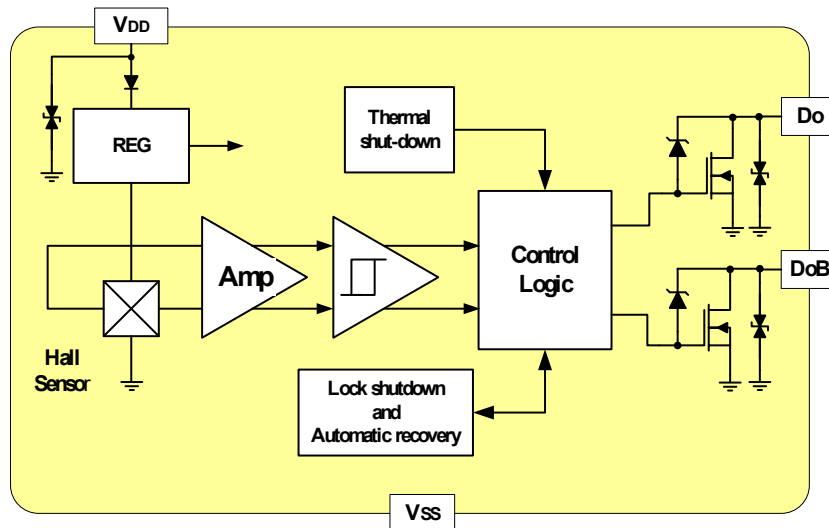 VDD
REG
Thermal
shut-down
Do
Amp
Control
Logic
DoB
Hall
Sensor
Lock shutdown
and
Automatic recovery
VSS